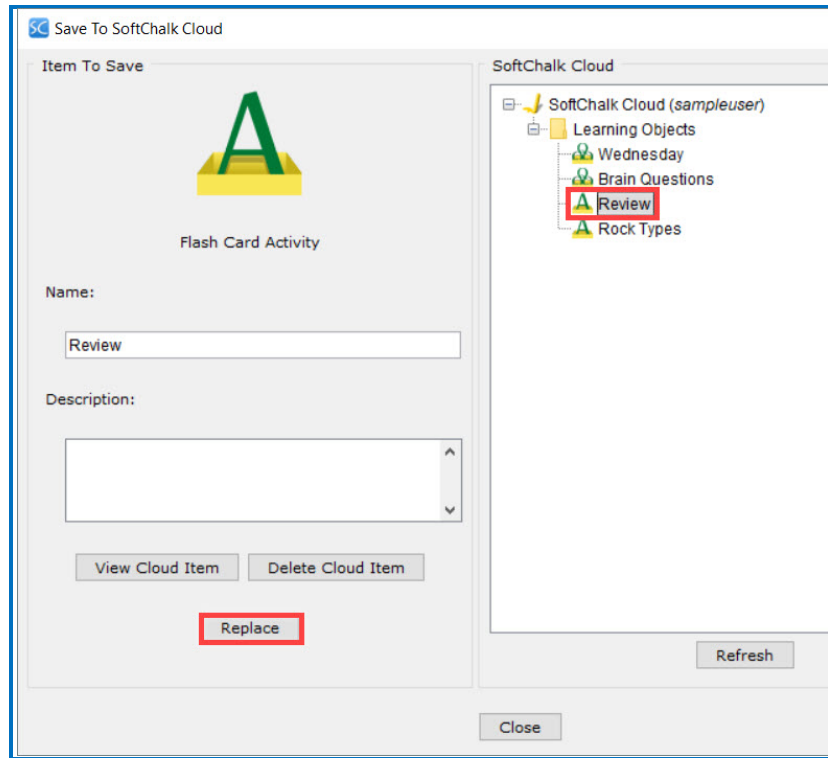 SC Save To SoftChalk Cloud
Item To Save
A
Flash Card Activity
Name:
Review
Description:
View Cloud Item Delete Cloud Item
Replace
SoftChalk Cloud
SoftChalk Cloud (sampleuser)
Learning Objects
Wednesday
Brain Questions
A Review
A Rock Types
Refresh
Close